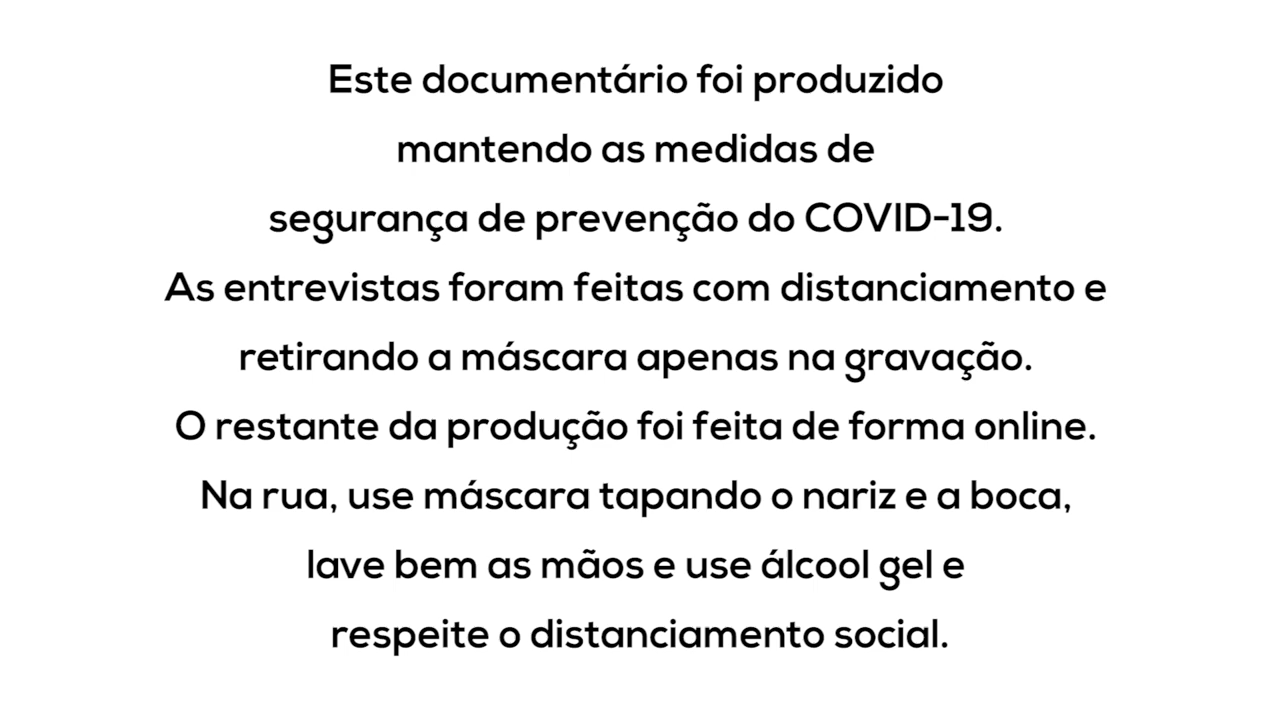 Este documentário foi produzido
mantendo as medidas de
segurança de prevenção do COVID-19.
As entrevistas foram feitas com distanciamento e
retirando a máscara apenas na gravação.
O restante da produção foi feita de forma online.
Na rua, use máscara tapando o nariz e a boca,
lave bem as mãos e use álcool gel e
respeite o distanciamento social.